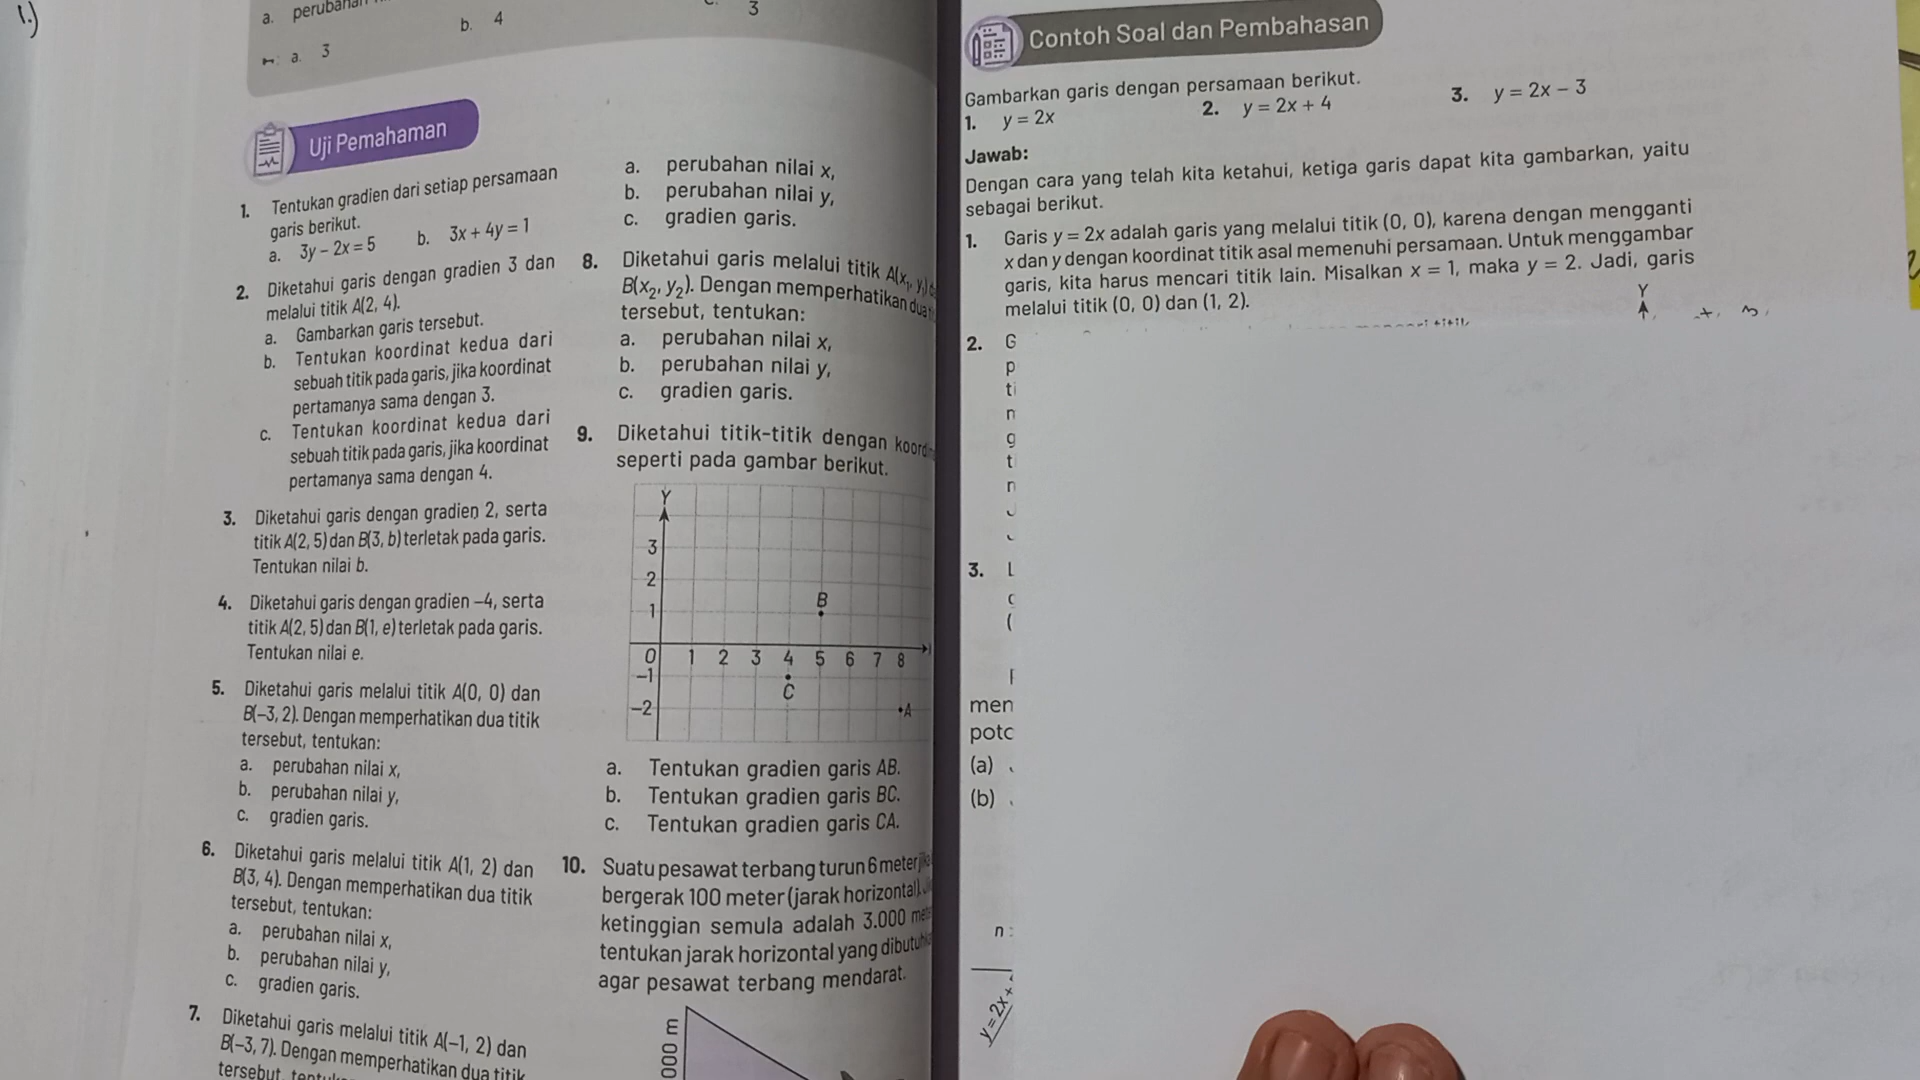 1.)
a. perubahan
b. 4
3
a. 3
Uji Pemahaman
1. Tentukan gradien dari setiap persamaan
garis berikut.
a. 3y – 2x = 5 b. 3x + 4y = 1
2. Diketahui garis dengan gradien 3 dan
melalui titik A(2, 4).
a. Gambarkan garis tersebut.
b. Tentukan koordinat kedua dari
sebuah titik pada garis, jika koordinat
pertamanya sama dengan 3.
c. Tentukan koordinat kedua dari
sebuah titik pada garis, jika koordinat
pertamanya sama dengan 4.
3. Diketahui garis dengan gradien 2, serta
titik A(2, 5) dan B(3, b) terletak pada garis.
Tentukan nilai b.
4. Diketahui garis dengan gradien –4, serta
titik A(2, 5) dan B(1, e) terletak pada garis.
Tentukan nilai e.
5. Diketahui garis melalui titik A(0, 0) dan
B(–3, 2). Dengan memperhatikan dua titik
tersebut, tentukan:
a. perubahan nilai x,
b. perubahan nilai y,
c. gradien garis.
6. Diketahui garis melalui titik A(1, 2) dan
B(3, 4). Dengan memperhatikan dua titik
tersebut, tentukan:
a. perubahan nilai x,
b. perubahan nilai y,
c. gradien garis.
7. Diketahui garis melalui titik A(–1, 2) dan
B(–3, 7). Dengan memperhatikan dua titik
tersebut,
a. perubahan nilai x,
b. perubahan nilai y,
c. gradien garis.
8. Diketahui garis melalui titik A(x₁, y₁)
B(x₂, y₂). Dengan memperhatikan dua
tersebut, tentukan:
a. perubahan nilai x,
b. perubahan nilai y,
c. gradien garis.
9. Diketahui titik-titik dengan
seperti pada gambar berikut.
Y
3
2
1 B
0 1 2 3 4 5 6 7 8
–1 C
–2 A
a. Tentukan gradien garis AB.
b. Tentukan gradien garis BC.
c. Tentukan gradien garis CA.
10. Suatu pesawat terbang turun 6 meter
bergerak 100 meter (jarak horizontal).
ketinggian semula adalah 3.000
tentukan jarak horizontal yang
agar pesawat terbang mendarat.
000 m
Contoh Soal dan Pembahasan
Gambarkan garis dengan persamaan berikut.
1. y = 2x 2. y = 2x + 4 3. y = 2x – 3
Jawab:
Dengan cara yang telah kita ketahui, ketiga garis dapat kita gambarkan, yaitu
sebagai berikut.
1. Garis y = 2x adalah garis yang melalui titik (0, 0), karena dengan mengganti
x dan y dengan koordinat titik asal memenuhi persamaan. Untuk menggambar
garis, kita harus mencari titik lain. Misalkan x = 1, maka y = 2. Jadi, garis
melalui titik (0, 0) dan (1, 2).
Y
2. G
p
ti
n
g
t
n
3. L
(
men
potc
(a)
(b)
n :
y = 2x +